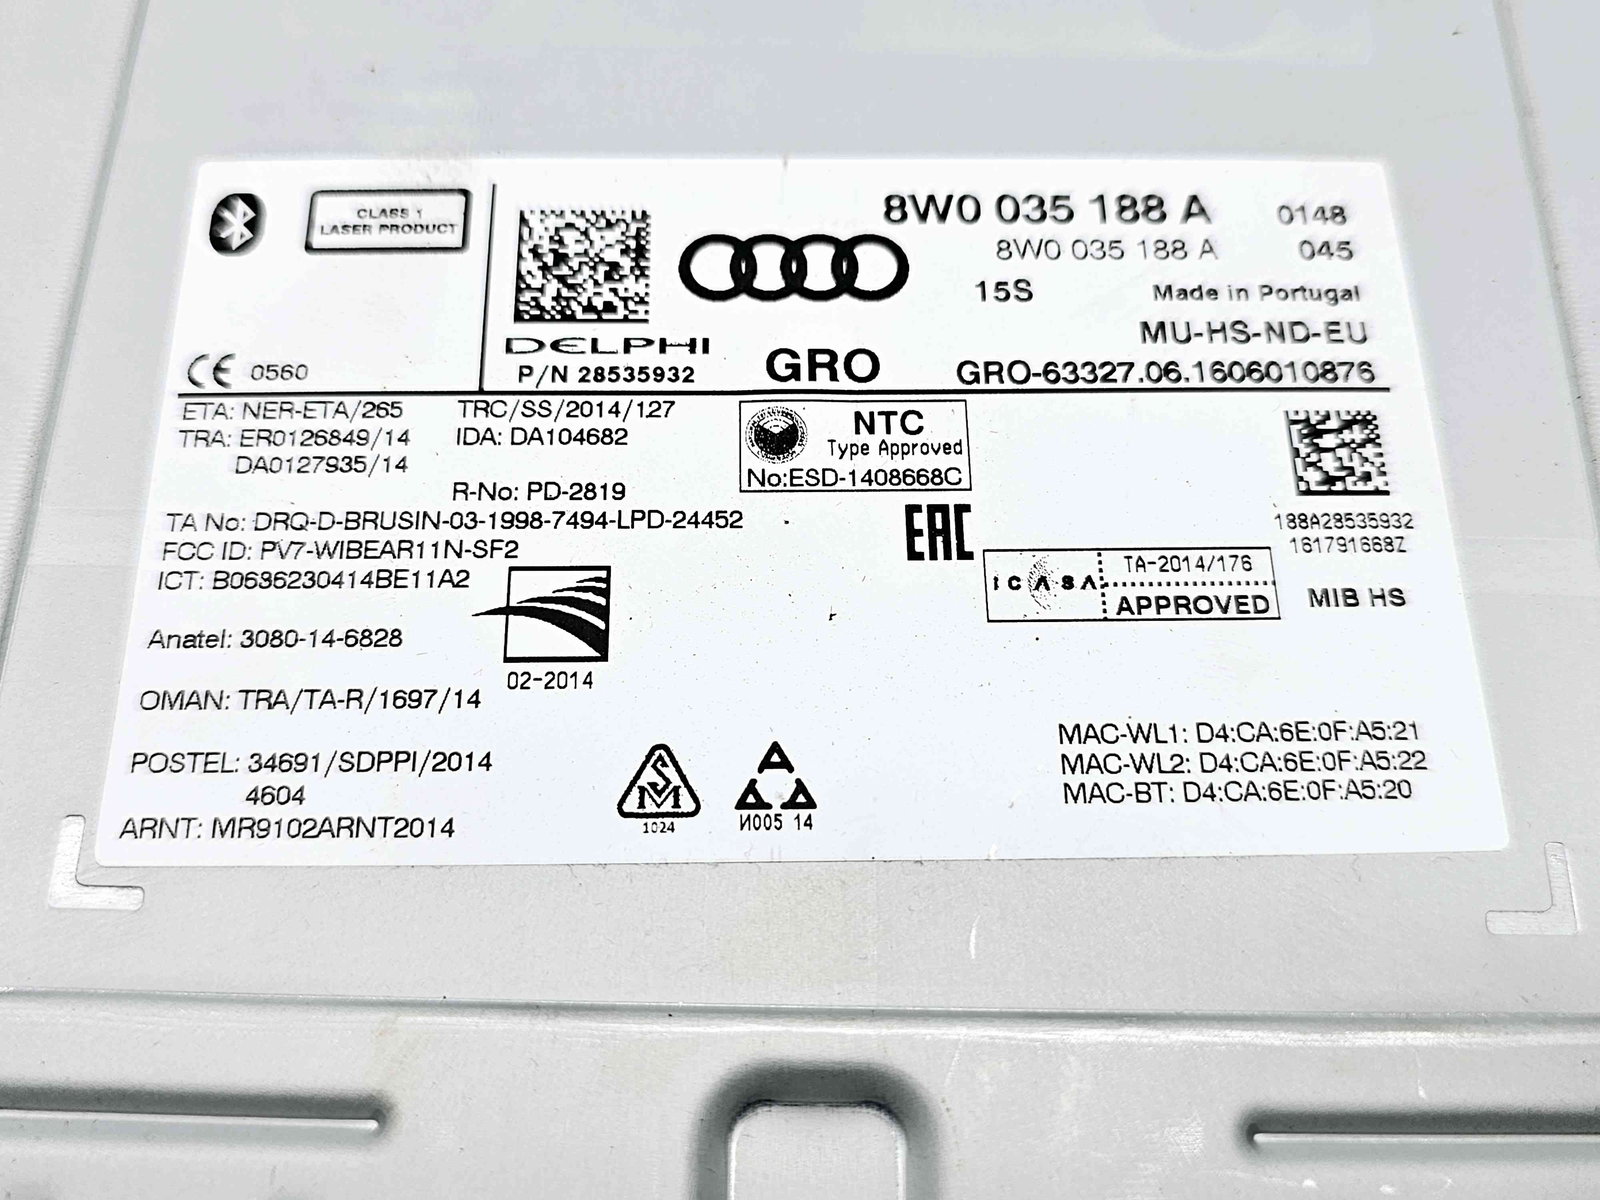 CLASS 1
LASER PRODUCT
CE 0560
DELPHI
P/N 28535932
8W0 035 188 A 0148
8W0 035 188 A 045
15S Made in Portugal
MU-HS-ND-EU
GRO GRO-63327.06.1606010876
ETA: NER-ETA/265 TRC/SS/2014/127
TRA: ER0126849/14 IDA: DA104682
DA0127935/14
R-No: PD-2819
NTC
Type Approved
No:ESD-1408668C
TA No: DRQ-D-BRUSIN-03-1998-7494-LPD-24452
FCC ID: PV7-WIBEAR11N-SF2
ICT: B0636230414BE11A2
EAC
188A28535932
161791668Z
ICASA TA-2014/176
APPROVED
MIB HS
Anatel: 3080-14-6828
02-2014
OMAN: TRA/TA-R/1697/14
POSTEL: 34691/SDPPI/2014
4604
ARNT: MR9102ARNT2014
SM
1024
И005 14
MAC-WL1: D4:CA:6E:0F:A5:21
MAC-WL2: D4:CA:6E:0F:A5:22
MAC-BT: D4:CA:6E:0F:A5:20